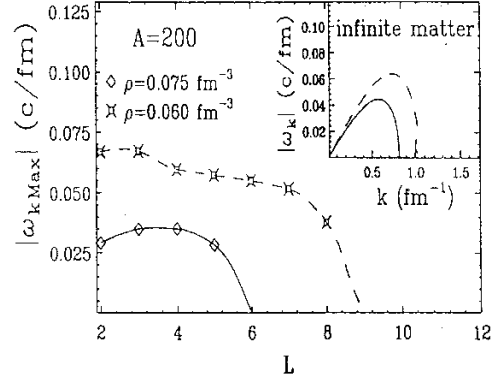 A=200
ρ=0.075 fm⁻³
ρ=0.060 fm⁻³
|ω_k Max| (c/fm)
0.125
0.100
0.075
0.050
0.025
2
4
6
8
10
12
L
infinite matter
|ω_k| (c/fm)
0.10
0.08
0.06
0.04
0.02
0.5
1.0
1.5
k (fm⁻¹)